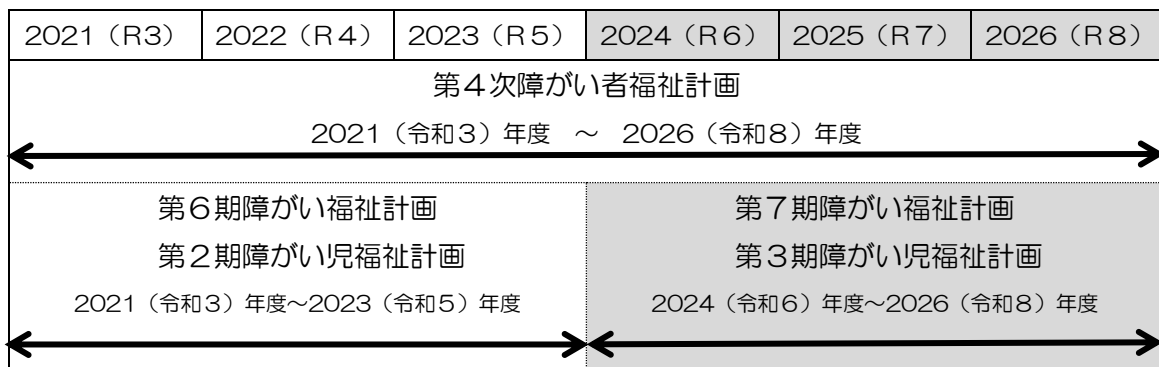 2021（R3） 2022（R4） 2023（R5） 2024（R6） 2025（R7） 2026（R8）
第４次障がい者福祉計画
2021（令和3）年度　～　2026（令和8）年度
第６期障がい福祉計画
第２期障がい児福祉計画
2021（令和3）年度～2023（令和5）年度
第７期障がい福祉計画
第３期障がい児福祉計画
2024（令和6）年度～2026（令和8）年度